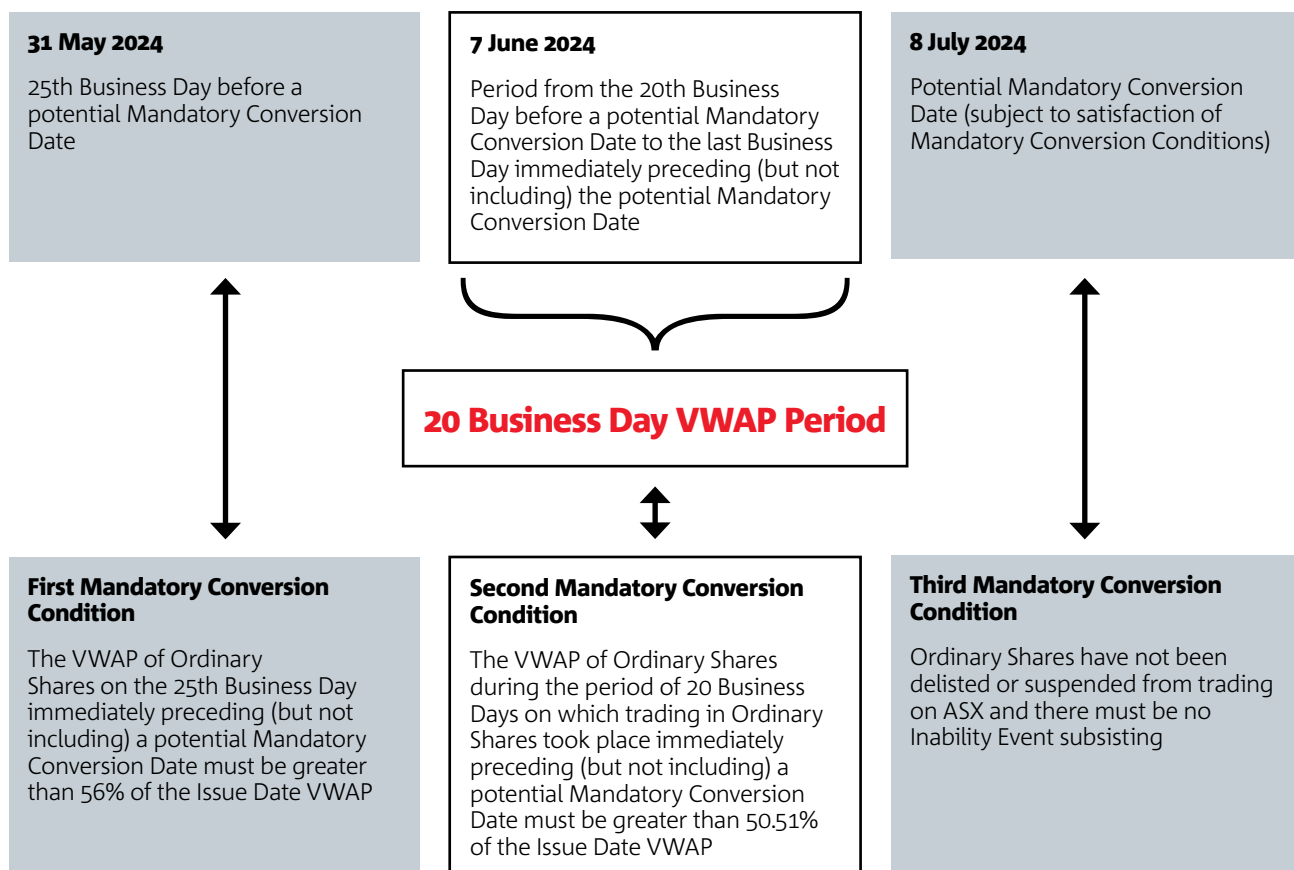 31 May 2024
25th Business Day before a
potential Mandatory Conversion
Date
7 June 2024
Period from the 20th Business
Day before a potential Mandatory
Conversion Date to the last Business
Day immediately preceding (but not
including) the potential Mandatory
Conversion Date
8 July 2024
Potential Mandatory Conversion
Date (subject to satisfaction of
Mandatory Conversion Conditions)
20 Business Day VWAP Period
First Mandatory Conversion
Condition
The VWAP of Ordinary
Shares on the 25th Business Day
immediately preceding (but not
including) a potential Mandatory
Conversion Date must be greater
than 56% of the Issue Date VWAP
Second Mandatory Conversion
Condition
The VWAP of Ordinary Shares
during the period of 20 Business
Days on which trading in Ordinary
Shares took place immediately
preceding (but not including) a
potential Mandatory Conversion
Date must be greater than 50.51%
of the Issue Date VWAP
Third Mandatory Conversion
Condition
Ordinary Shares have not been
delisted or suspended from trading
on ASX and there must be no
Inability Event subsisting